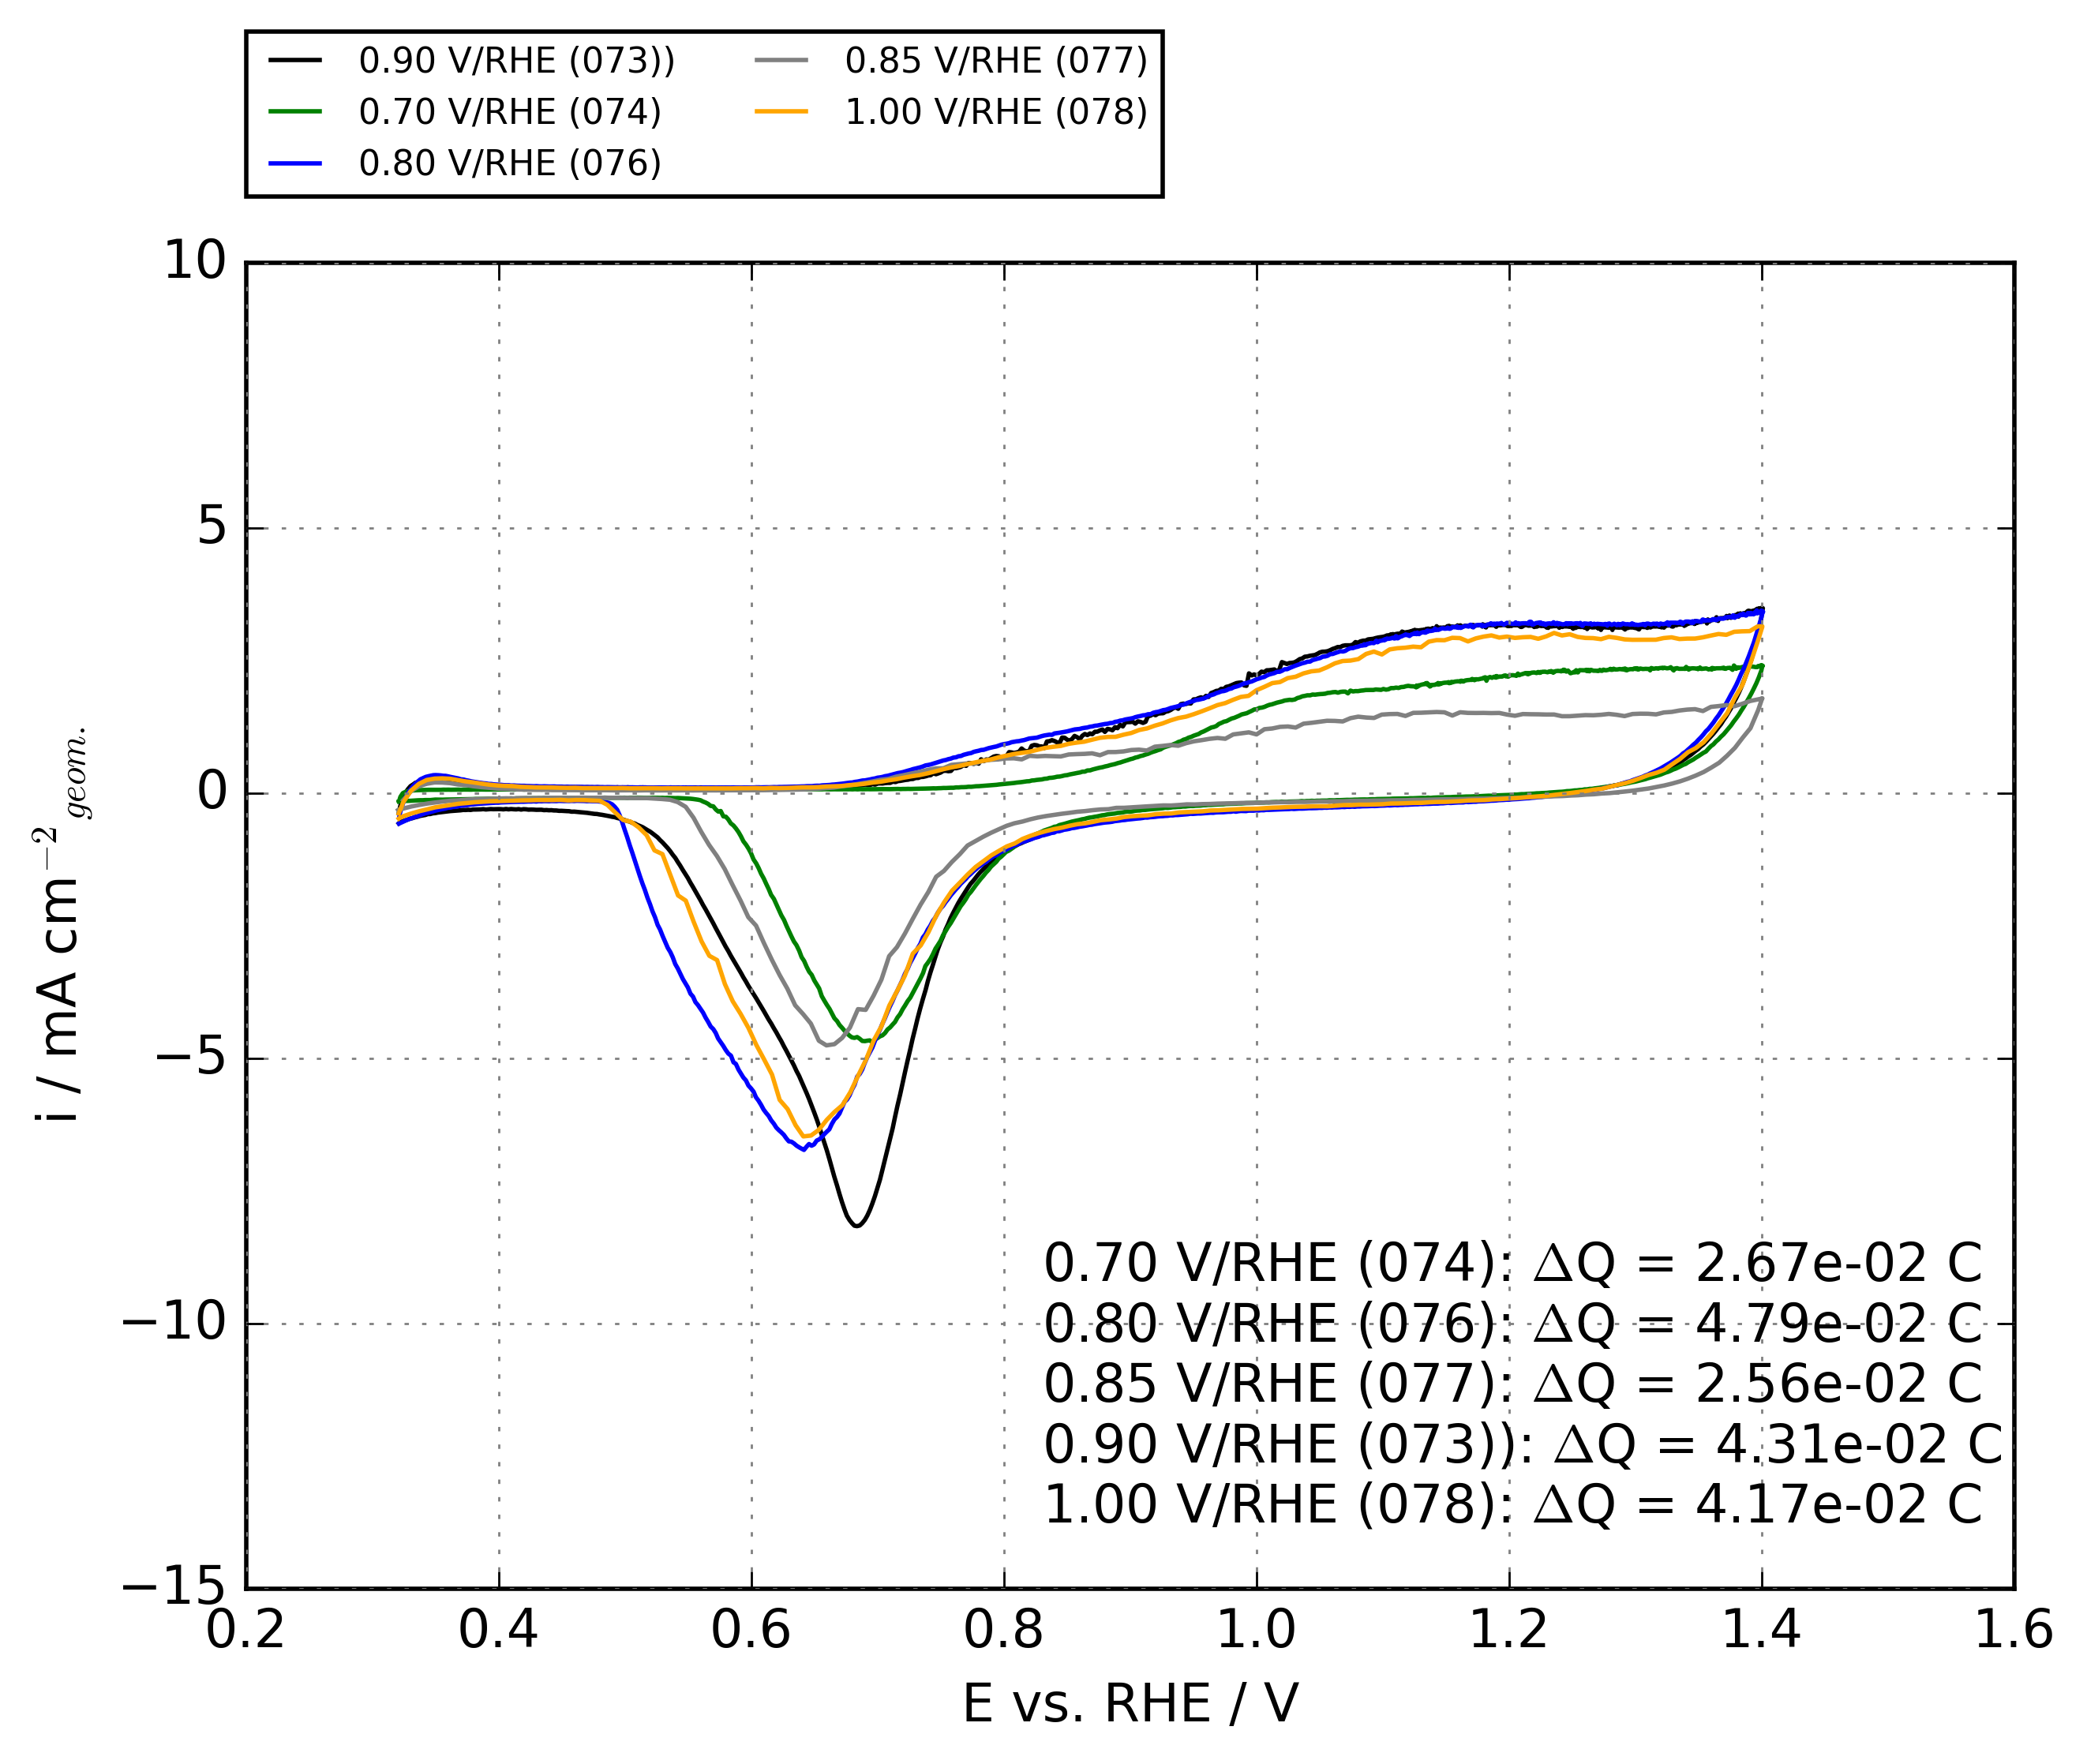 0.90 V/RHE (073))
0.70 V/RHE (074)
0.80 V/RHE (076)
0.85 V/RHE (077)
1.00 V/RHE (078)
10
5
0
−5
−10
−15
i / mA cm⁻² geom.
0.70 V/RHE (074): ΔQ = 2.67e-02 C
0.80 V/RHE (076): ΔQ = 4.79e-02 C
0.85 V/RHE (077): ΔQ = 2.56e-02 C
0.90 V/RHE (073)): ΔQ = 4.31e-02 C
1.00 V/RHE (078): ΔQ = 4.17e-02 C
0.2 0.4 0.6 0.8 1.0 1.2 1.4 1.6
E vs. RHE / V